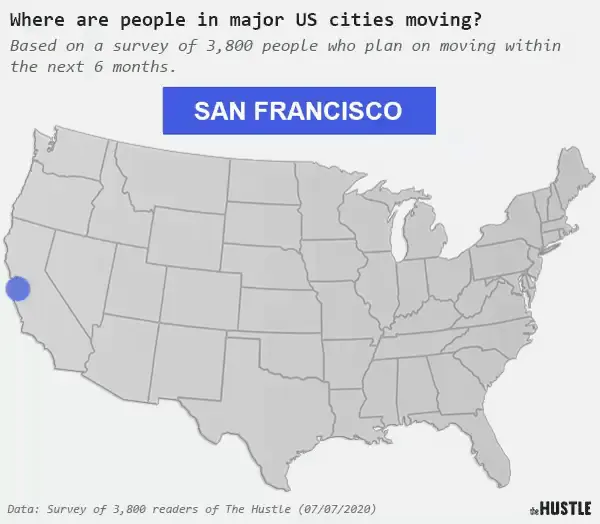 Where are people in major US cities moving?
Based on a survey of 3,800 people who plan on moving within
the next 6 months.
SAN FRANCISCO
Data: Survey of 3,800 readers of The Hustle (07/07/2020)
the HUSTLE